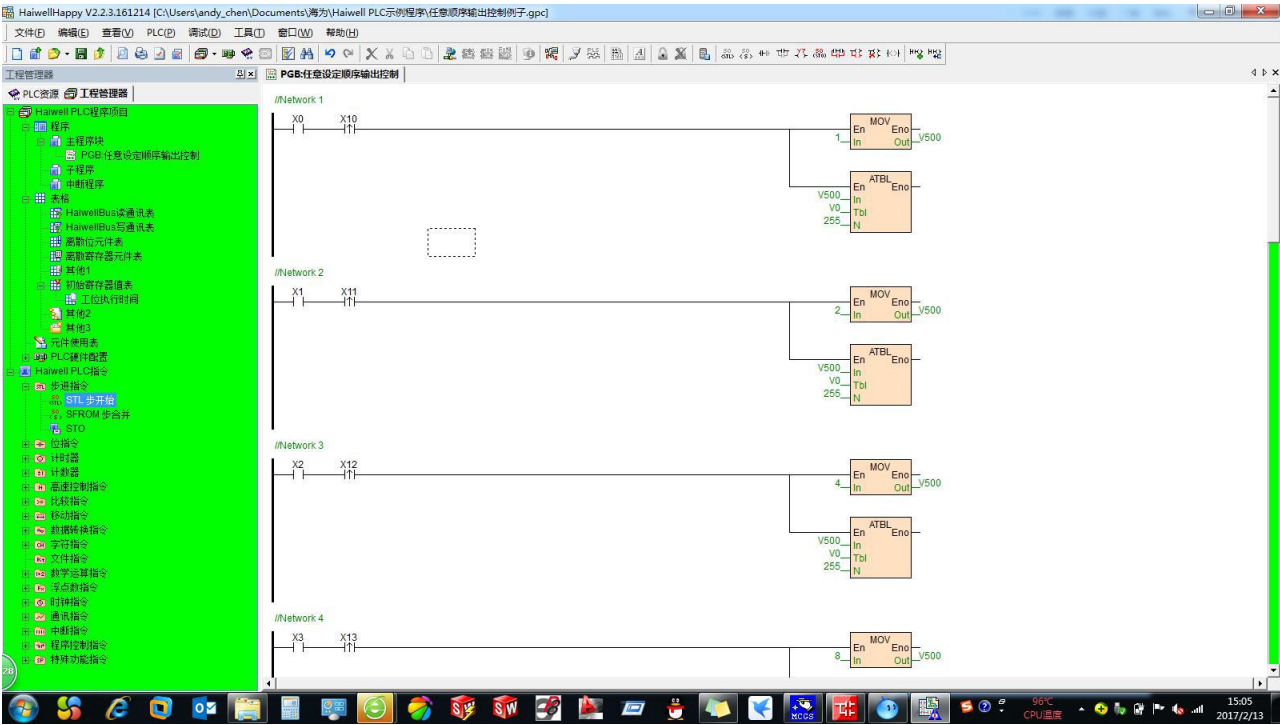 HaiwellHappy V2.2.3.161214 [C:\Users\andy_chen\Documents\海为\Haiwell PLC示例程序\任意顺序输出控制例子.gpc]
文件(F) 编辑(E) 查看(V) PLC(P) 调试(D) 工具(T) 窗口(W) 帮助(H)
工程管理器
PGB:任意设定顺序输出控制
PLC资源 工程管理器
Haiwell PLC程序项目
程序
主程序块
PGB:任意设定顺序输出控制
子程序
中断程序
表格
HaiwellBus读通讯表
HaiwellBus写通讯表
离散位元件表
离散寄存器元件表
其他1
初始寄存器值表
工位执行时间
其他2
其他3
元件使用表
PLC硬件配置
Haiwell PLC指令
步进指令
STL 步开始
SFROM 步合并
STO
位指令
计时器
计数器
高速控制指令
比较指令
移动指令
数据转换指令
字符指令
文件指令
数学运算指令
浮点数指令
时钟指令
通讯指令
中断指令
程序控制指令
特殊功能指令
//Network 1
X0 X10
MOV
En Eno
1 In Out V500
ATBL
En Eno
V500 In
V0 Tbl
255 N
//Network 2
X1 X11
MOV
En Eno
2 In Out V500
ATBL
En Eno
V500 In
V0 Tbl
255 N
//Network 3
X2 X12
MOV
En Eno
4 In Out V500
ATBL
En Eno
V500 In
V0 Tbl
255 N
//Network 4
X3 X13
MOV
En Eno
8 In Out V500
28
MCGS
96℃
CPU温度
15:05
2017/2/13